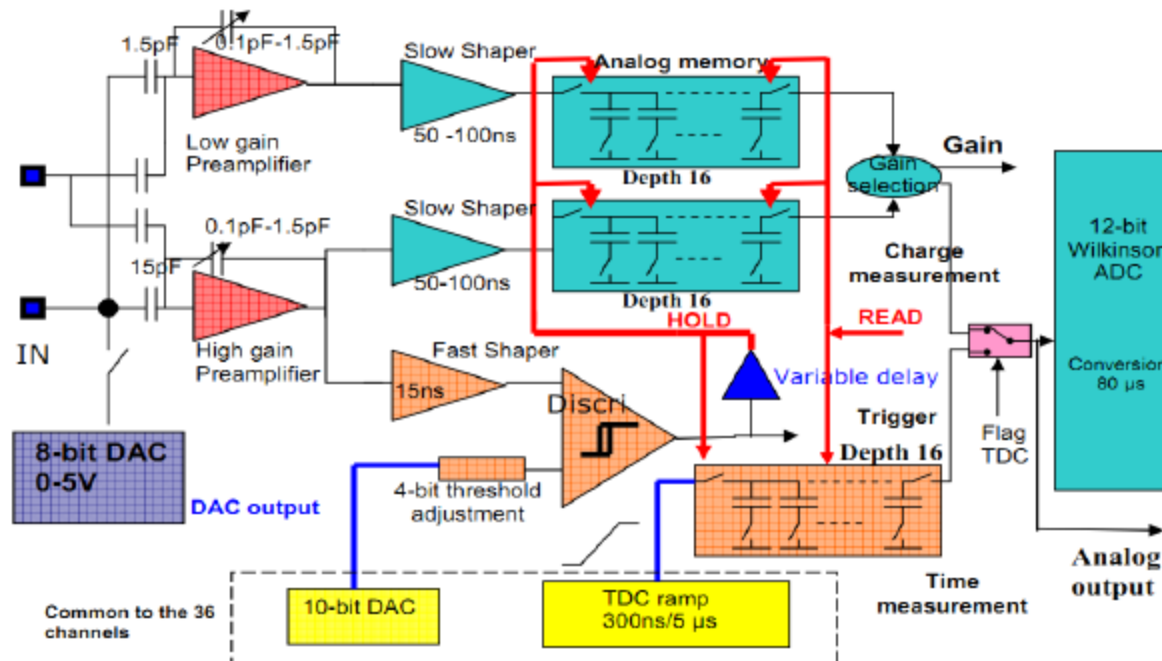 1.5pF
0.1pF-1.5pF
Low gain
Preamplifier
Slow Shaper
50 -100ns
Analog memory
Depth 16
Gain
selection
Gain
12-bit
Wilkinson
ADC
Conversion
80 µs
15pF
0.1pF-1.5pF
High gain
Preamplifier
IN
Slow Shaper
50-100ns
Depth 16
Charge
measurement
HOLD
READ
Fast Shaper
15ns
Discri
Variable delay
Trigger
Depth 16
Flag
TDC
8-bit DAC
0-5V
DAC output
4-bit threshold
adjustment
Analog
output
Time
measurement
Common to the 36
channels
10-bit DAC
TDC ramp
300ns/5 µs